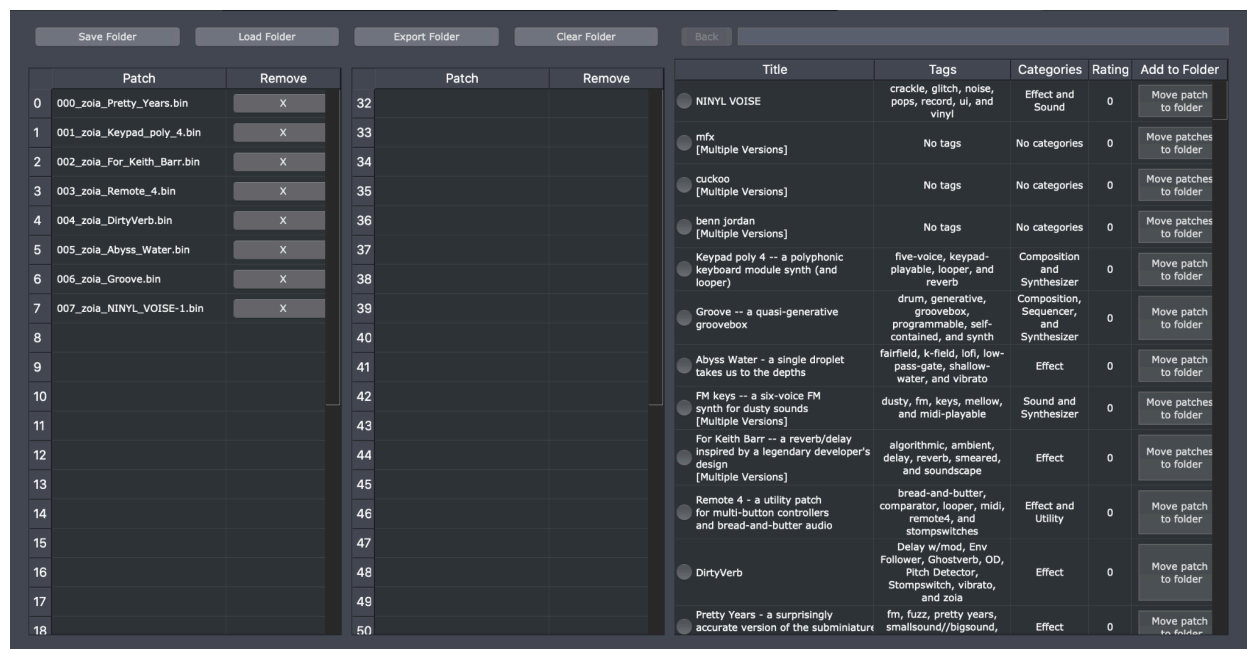 Save Folder Load Folder Export Folder Clear Folder Back
Patch Remove
0 000_zoia_Pretty_Years.bin X
1 001_zoia_Keypad_poly_4.bin X
2 002_zoia_For_Keith_Barr.bin X
3 003_zoia_Remote_4.bin X
4 004_zoia_DirtyVerb.bin X
5 005_zoia_Abyss_Water.bin X
6 006_zoia_Groove.bin X
7 007_zoia_NINYL_VOISE-1.bin X
8
9
10
11
12
13
14
15
16
17
18
Patch Remove
32
33
34
35
36
37
38
39
40
41
42
43
44
45
46
47
48
49
50
Title Tags Categories Rating Add to Folder
NINYL VOISE
crackle, glitch, noise,
pops, record, ui, and
vinyl
Effect and
Sound
0
Move patch
to folder
mfx
[Multiple Versions]
No tags
No categories
0
Move patches
to folder
cuckoo
[Multiple Versions]
No tags
No categories
0
Move patches
to folder
benn jordan
[Multiple Versions]
No tags
No categories
0
Move patches
to folder
Keypad poly 4 -- a polyphonic
keyboard module synth (and
looper)
five-voice, keypad-
playable, looper, and
reverb
Composition
and
Synthesizer
0
Move patch
to folder
Groove -- a quasi-generative
groovebox
drum, generative,
groovebox,
programmable, self-
contained, and synth
Composition,
Sequencer,
and
Synthesizer
0
Move patch
to folder
Abyss Water - a single droplet
takes us to the depths
fairfield, k-field, lofi, low-
pass-gate, shallow-
water, and vibrato
Effect
0
Move patch
to folder
FM keys -- a six-voice FM
synth for dusty sounds
[Multiple Versions]
dusty, fm, keys, mellow,
and midi-playable
Sound and
Synthesizer
0
Move patches
to folder
For Keith Barr -- a reverb/delay
inspired by a legendary developer's
design
[Multiple Versions]
algorithmic, ambient,
delay, reverb, smeared,
and soundscape
Effect
0
Move patches
to folder
Remote 4 - a utility patch
for multi-button controllers
and bread-and-butter audio
bread-and-butter,
comparator, looper, midi,
remote4, and
stompswitches
Effect and
Utility
0
Move patch
to folder
DirtyVerb
Delay w/mod, Env
Follower, Ghostverb, OD,
Pitch Detector,
Stompswitch, vibrato,
and zoia
Effect
0
Move patch
to folder
Pretty Years - a surprisingly
accurate version of the subminiature
fm, fuzz, pretty years,
smallsound//bigsound,
Effect
0
Move patch
to folder